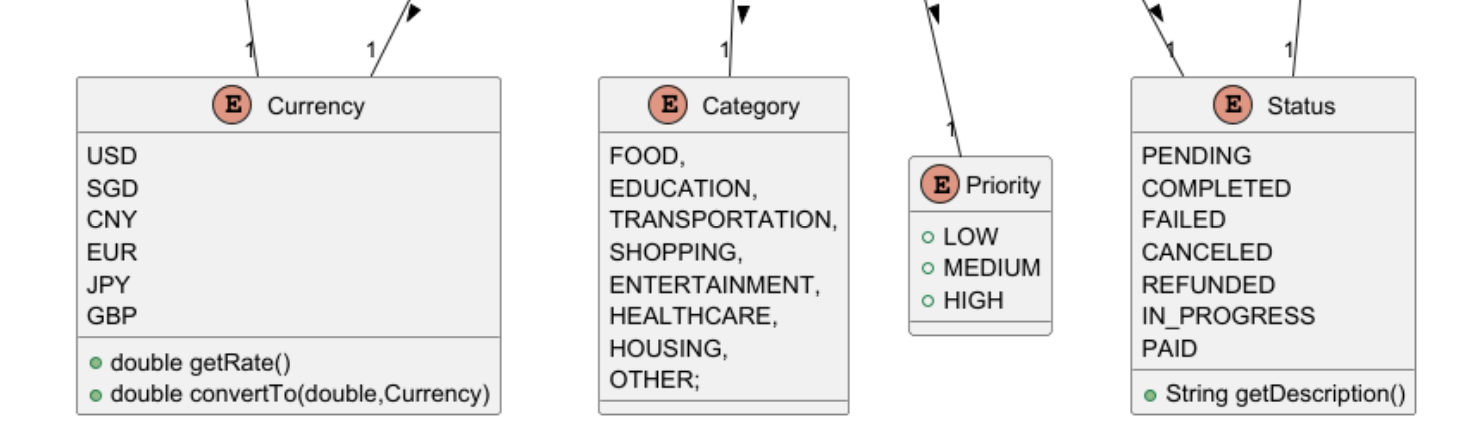 1
1
1
1
1
1
E Currency
USD
SGD
CNY
EUR
JPY
GBP
double getRate()
double convertTo(double,Currency)
E Category
FOOD,
EDUCATION,
TRANSPORTATION,
SHOPPING,
ENTERTAINMENT,
HEALTHCARE,
HOUSING,
OTHER;
E Priority
LOW
MEDIUM
HIGH
E Status
PENDING
COMPLETED
FAILED
CANCELED
REFUNDED
IN_PROGRESS
PAID
String getDescription()